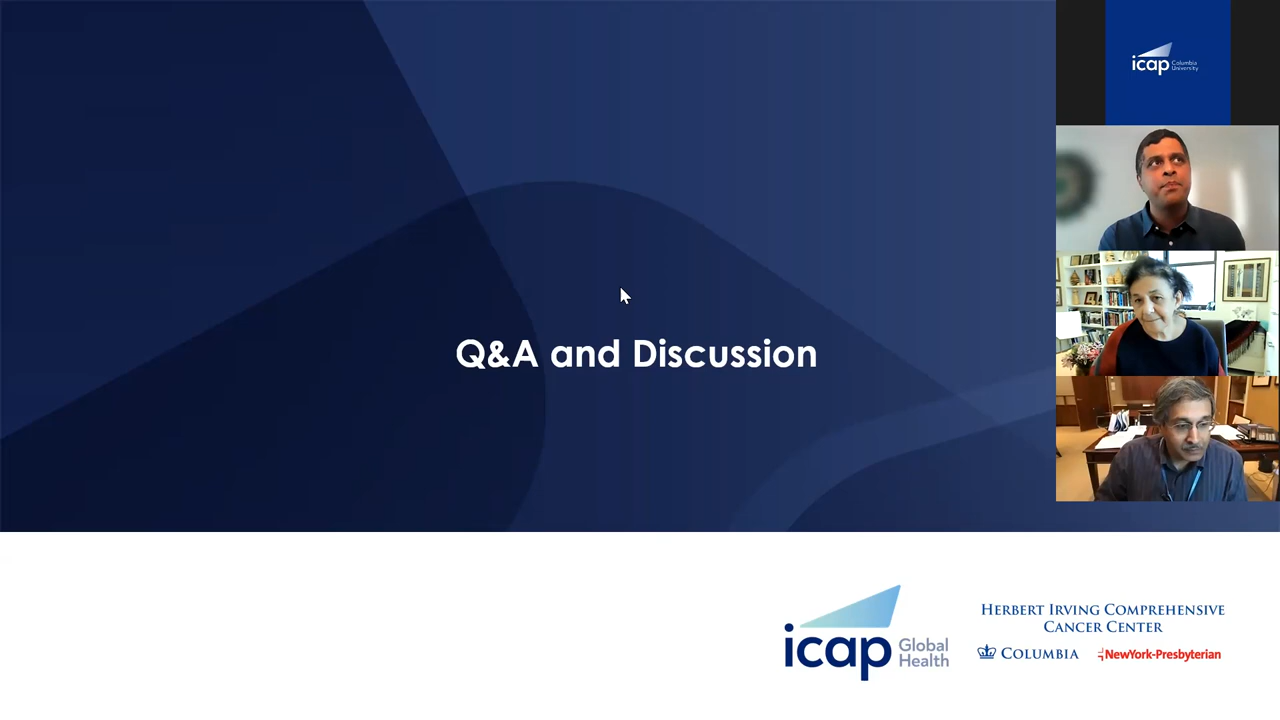 icap Columbia
University
Q&A and Discussion
icap Global
Health
Herbert Irving Comprehensive
Cancer Center
Columbia
NewYork-Presbyterian